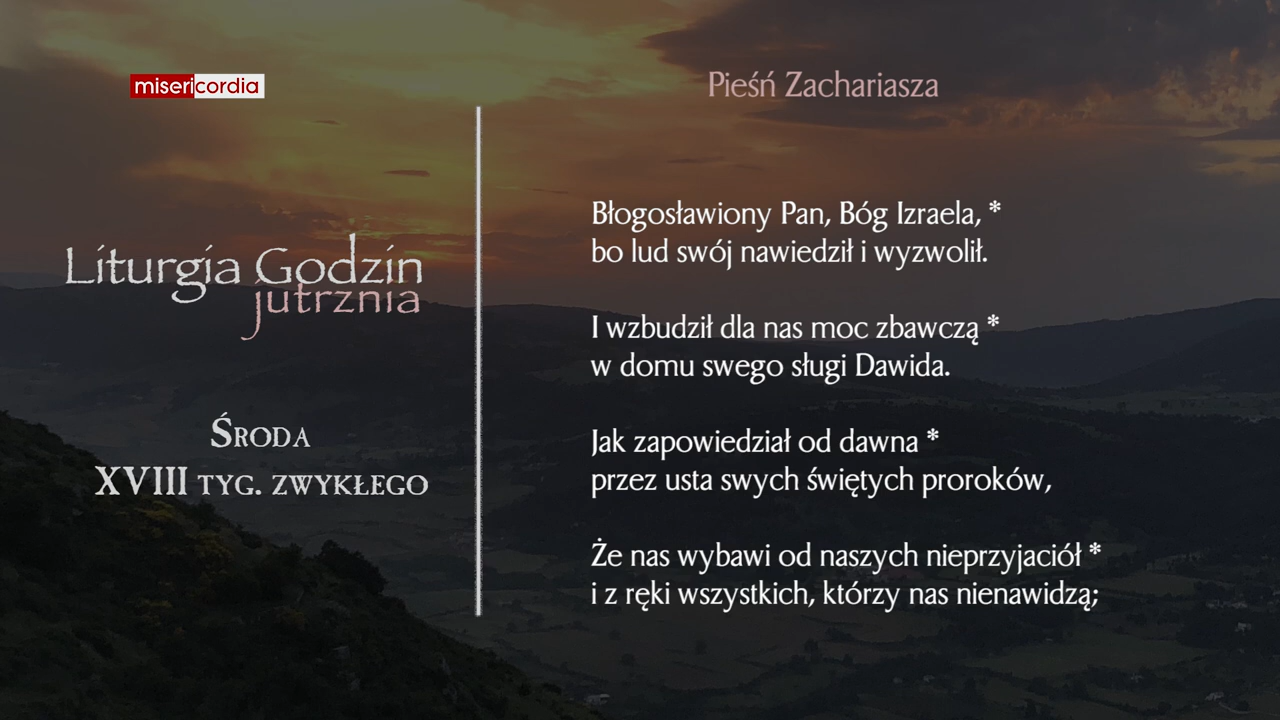 misericordia
Liturgia Godzin
jutrznia
Środa
XVIII tyg. zwykłego
Pieśń Zachariasza
Błogosławiony Pan, Bóg Izraela, *
bo lud swój nawiedził i wyzwolił.
I wzbudził dla nas moc zbawczą *
w domu swego sługi Dawida.
Jak zapowiedział od dawna *
przez usta swych świętych proroków,
Że nas wybawi od naszych nieprzyjaciół *
i z ręki wszystkich, którzy nas nienawidzą;